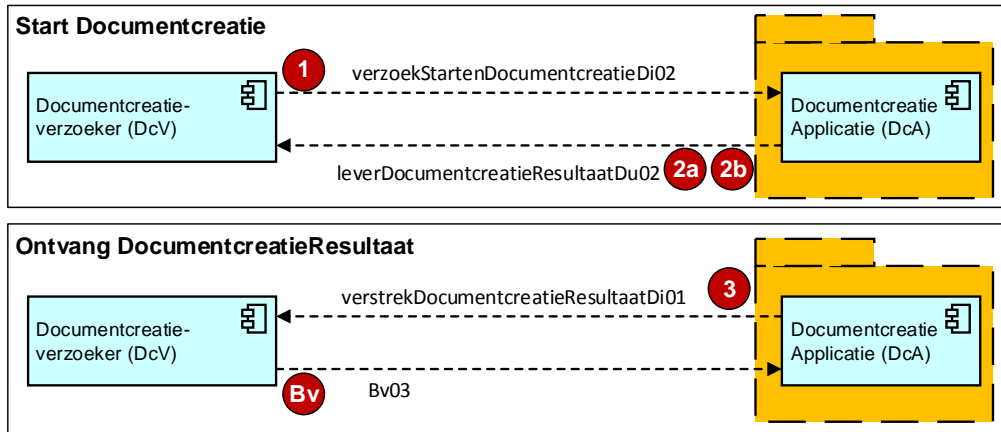 Start Documentcreatie
1
verzoekStartenDocumentcreatieDi02
Documentcreatie-
verzoeker (DcV)
Documentcreatie
Applicatie (DcA)
leverDocumentcreatieResultaatDu02
2a
2b
Ontvang DocumentcreatieResultaat
3
verstrekDocumentcreatieResultaatDi01
Documentcreatie-
verzoeker (DcV)
Documentcreatie
Applicatie (DcA)
Bv
Bv03